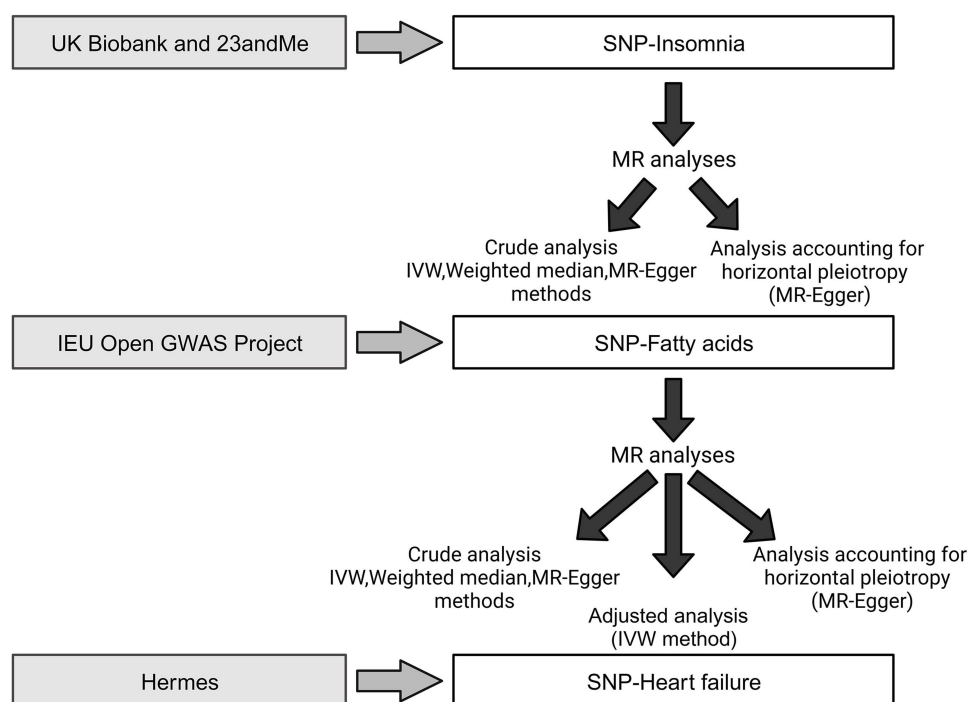 UK Biobank and 23andMe
SNP-Insomnia
MR analyses
Crude analysis
IVW,Weighted median,MR-Egger
methods
Analysis accounting for
horizontal pleiotropy
(MR-Egger)
IEU Open GWAS Project
SNP-Fatty acids
MR analyses
Crude analysis
IVW,Weighted median,MR-Egger
methods
Adjusted analysis
(IVW method)
Analysis accounting for
horizontal pleiotropy
(MR-Egger)
Hermes
SNP-Heart failure